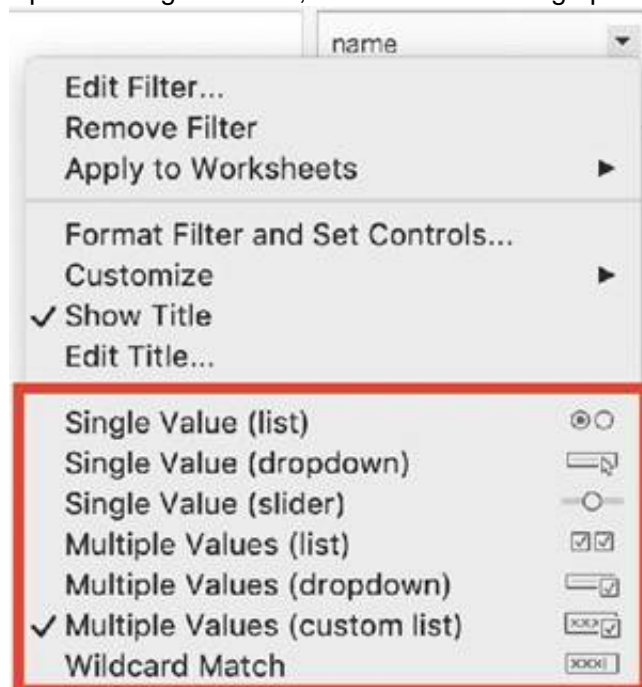 name
Edit Filter...
Remove Filter
Apply to Worksheets
Format Filter and Set Controls...
Customize
✓ Show Title
Edit Title...
Single Value (list)
Single Value (dropdown)
Single Value (slider)
Multiple Values (list)
Multiple Values (dropdown)
✓ Multiple Values (custom list)
Wildcard Match